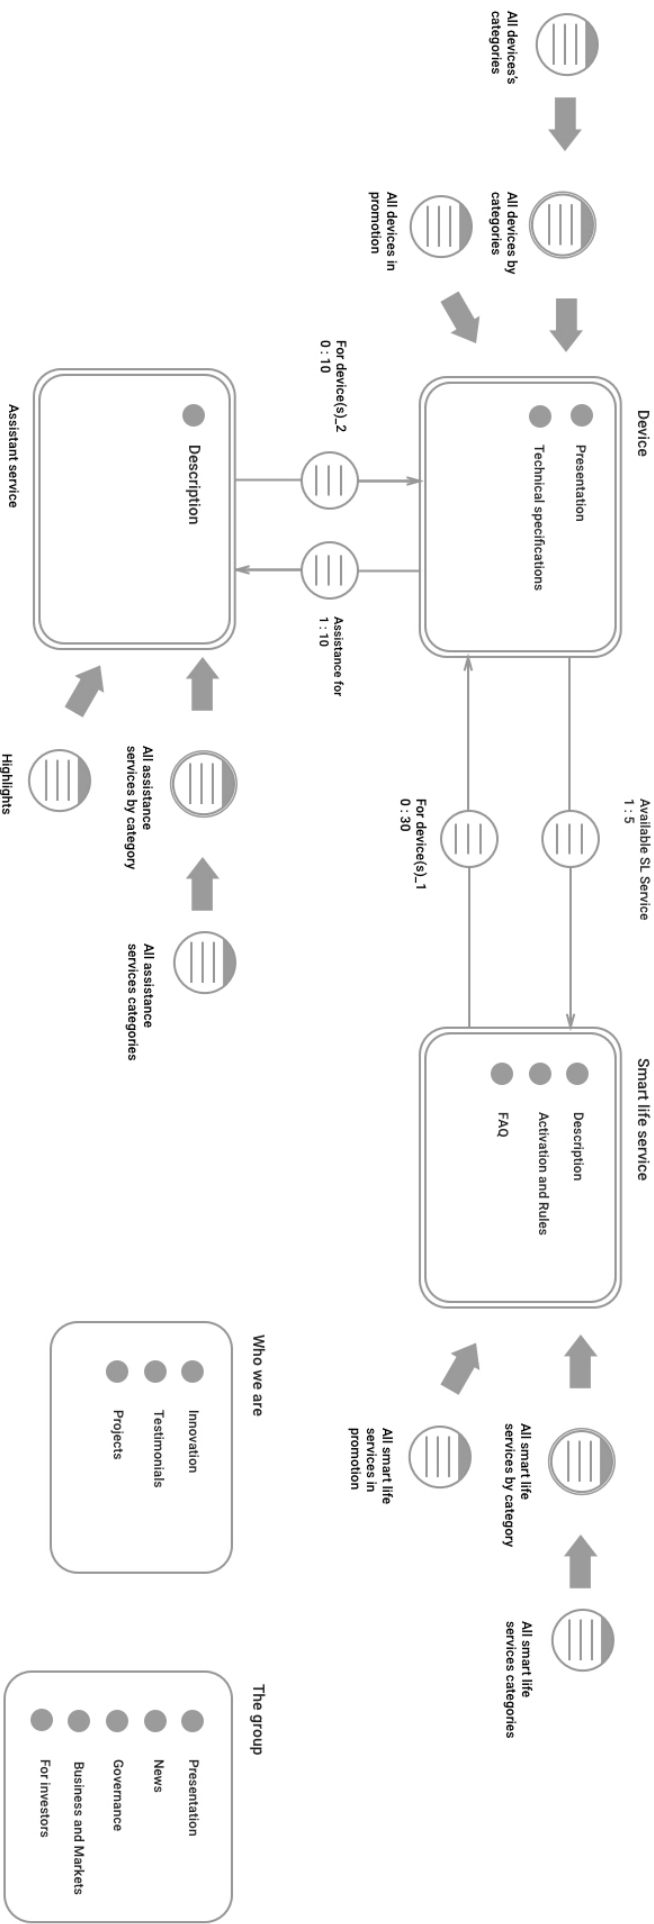 All devices's
categories
All devices by
categories
All devices in
promotion
Device
Presentation
Technical specifications
For device(s)_2
0 : 10
Assistance for
1 : 10
Assistant service
Description
Highlights
All assistance
services by category
All assistance
services categories
Available SL Service
1 : 5
For device(s)_1
0 : 30
Smart life service
Description
Activation and Rules
FAQ
All smart life
services in
promotion
All smart life
services by category
All smart life
services categories
Who we are
Innovation
Testimonials
Projects
The group
Presentation
News
Governance
Business and Markets
For investors